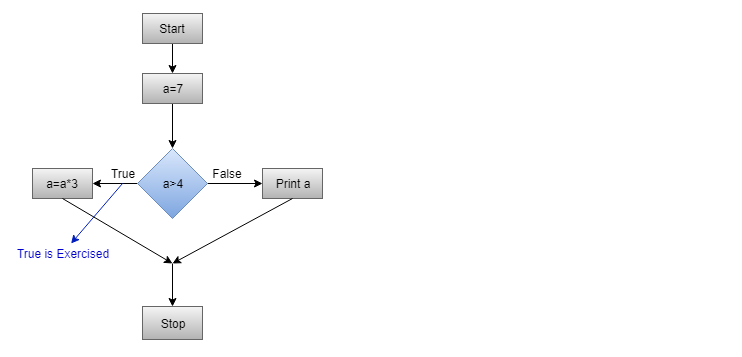 Start
a=7
True
False
a=a*3
a>4
Print a
True is Exercised
Stop